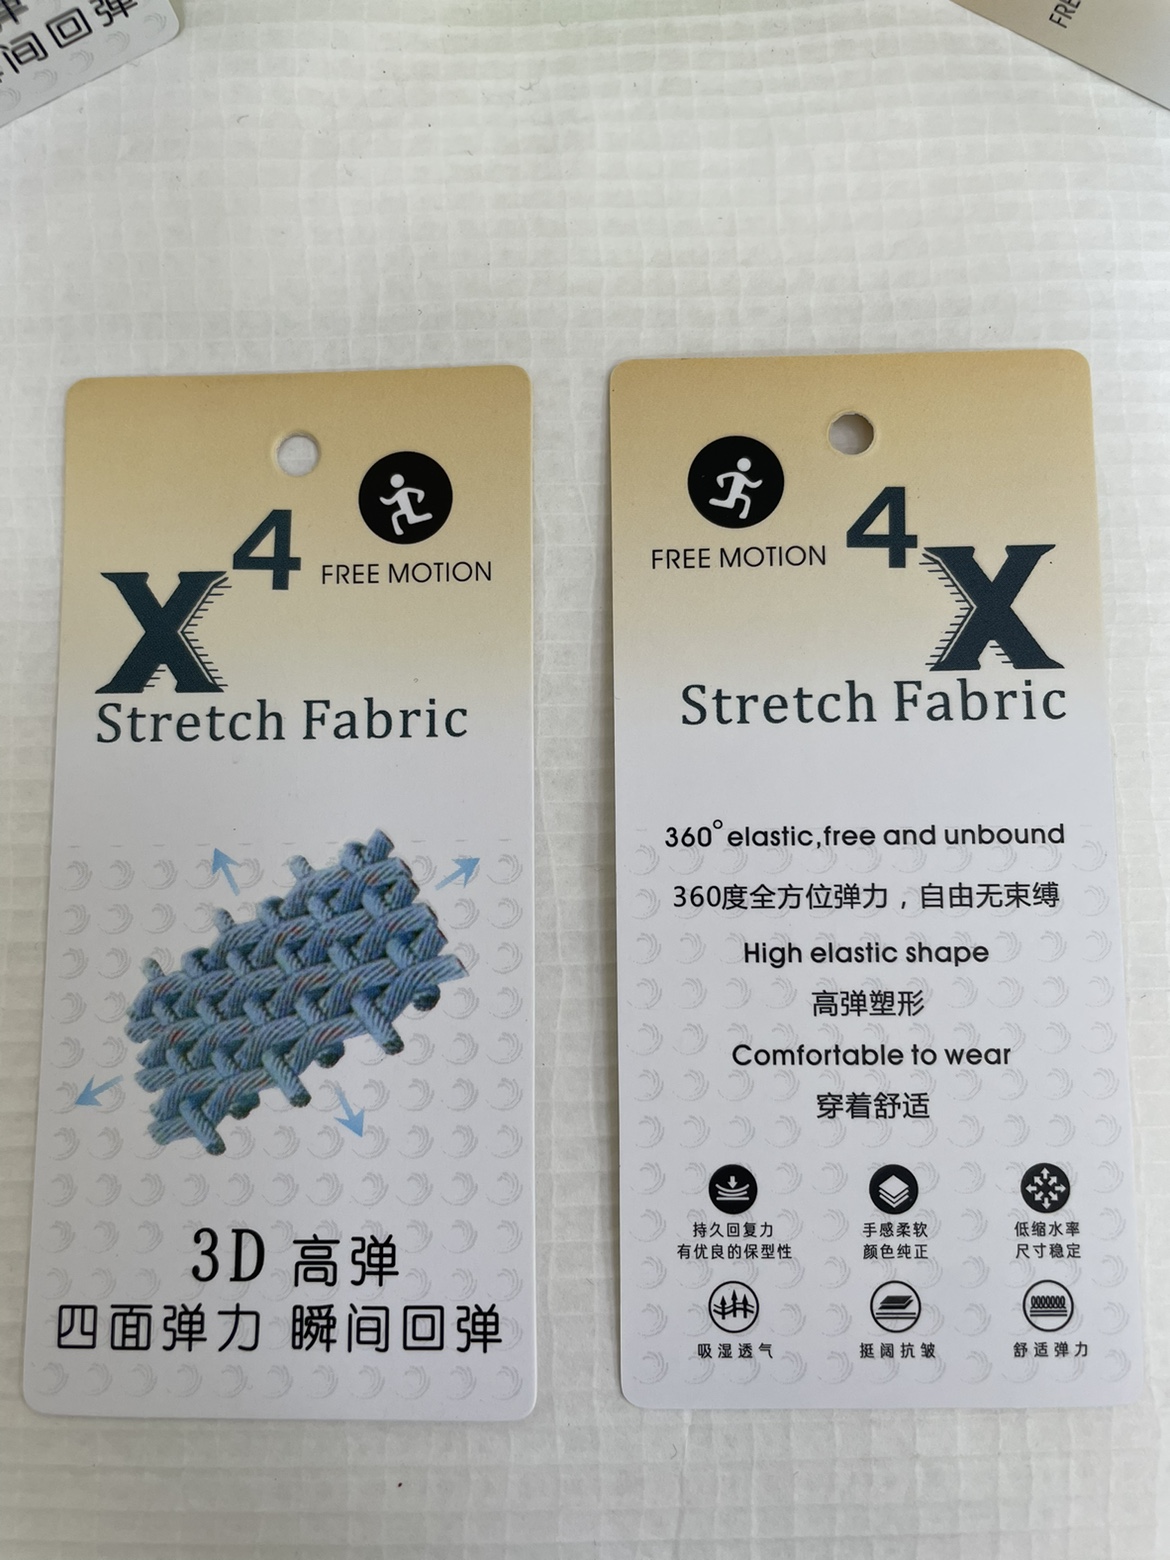 间回弹
FRE
4
X
FREE MOTION
Stretch Fabric
3D 高弹
四面弹力 瞬间回弹
FREE MOTION
4
X
Stretch Fabric
360°elastic,free and unbound
360度全方位弹力，自由无束缚
High elastic shape
高弹塑形
Comfortable to wear
穿着舒适
持久回复力
有优良的保型性
手感柔软
颜色纯正
低缩水率
尺寸稳定
吸湿透气
挺阔抗皱
舒适弹力